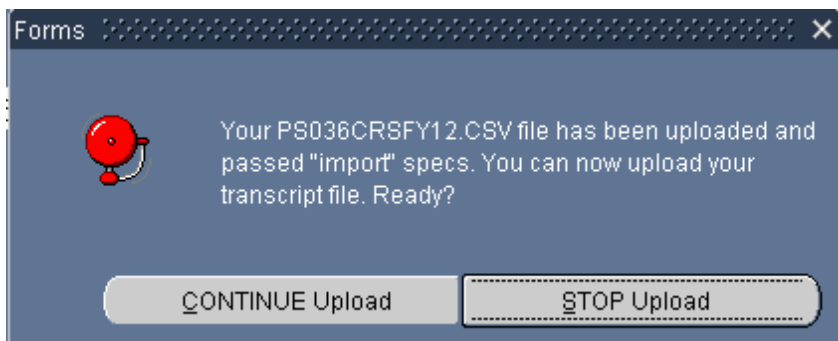 Forms
Your PS036CRSFY12.CSV file has been uploaded and
passed "import" specs. You can now upload your
transcript file. Ready?
CONTINUE Upload
STOP Upload